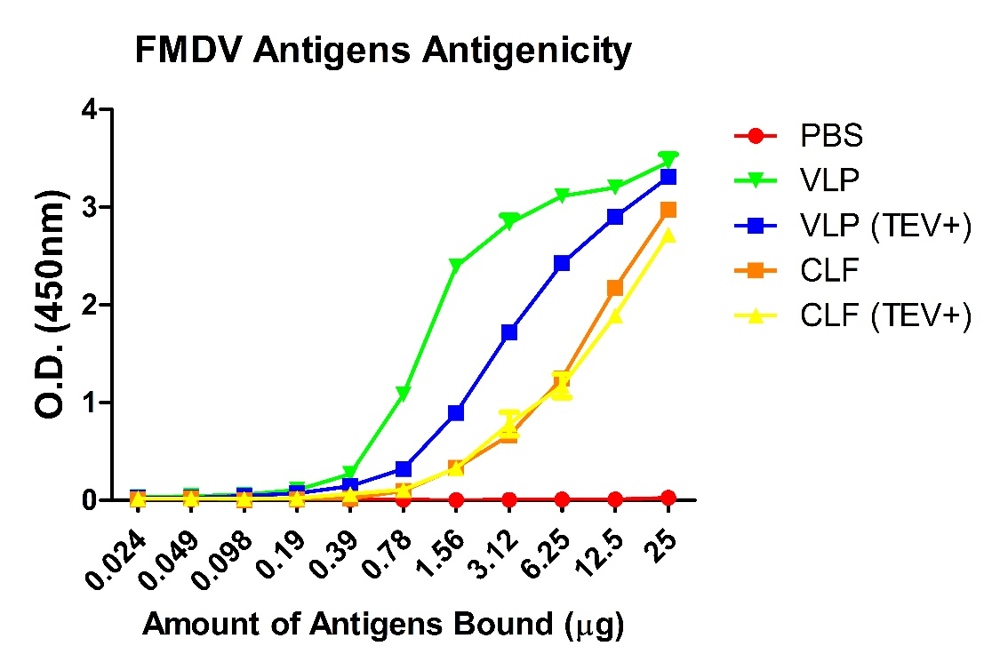 FMDV Antigens Antigenicity
O.D. (450nm)
4
3
2
1
0
0.024
0.049
0.098
0.19
0.39
0.78
1.56
3.12
6.25
12.5
25
Amount of Antigens Bound (μg)
PBS
VLP
VLP (TEV+)
CLF
CLF (TEV+)